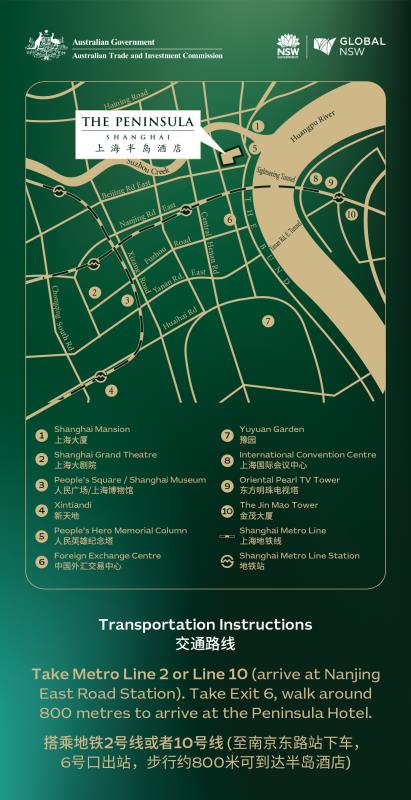 Australian Government
Australian Trade and Investment Commission
NSW
GOVERNMENT
GLOBAL
NSW
Haining Road
THE PENINSULA
SHANGHAI
上海半岛酒店
Suzhou Creek
Huangpu River
1
5
Sightseeing Tunnel
8
9
10
Beijing Rd East
Nanjing Rd East
Fuzhou Road
Central Henan Rd
6
THE BUND
Yanan Rd. E. Tunnel
Xizang Road
Yanan Rd East
Chongqing South Rd
2
3
Huaihai Rd
7
4
1 Shanghai Mansion
上海大厦
2 Shanghai Grand Theatre
上海大剧院
3 People's Square / Shanghai Museum
人民广场/上海博物馆
4 Xintiandi
新天地
5 People's Hero Memorial Column
人民英雄纪念塔
6 Foreign Exchange Centre
中国外汇交易中心
7 Yuyuan Garden
豫园
8 International Convention Centre
上海国际会议中心
9 Oriental Pearl TV Tower
东方明珠电视塔
10 The Jin Mao Tower
金茂大厦
Shanghai Metro Line
上海地铁线
Shanghai Metro Line Station
地铁站
Transportation Instructions
交通路线
Take Metro Line 2 or Line 10 (arrive at Nanjing
East Road Station). Take Exit 6, walk around
800 metres to arrive at the Peninsula Hotel.
搭乘地铁2号线或者10号线 (至南京东路站下车，
6号口出站，步行约800米可到达半岛酒店)